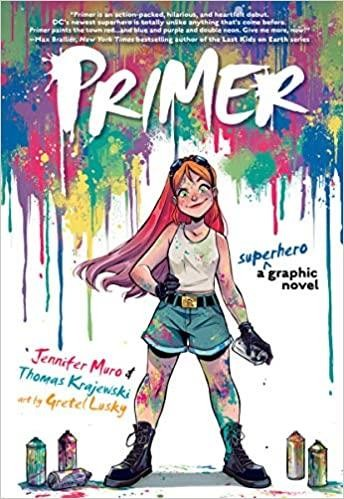 "Primer is an action-packed, hilarious, and heartfelt debut.
DC's newest superhero is totally unlike anything that's come before.
Primer paints the town red...and blue and purple and double neon. Give me more, now!"
—Max Brallier, New York Times bestselling author of the Last Kids on Earth series
PRIMER
superhero
a graphic
novel
Jennifer Muro &
Thomas Krajewski
art by Gretel Lusky